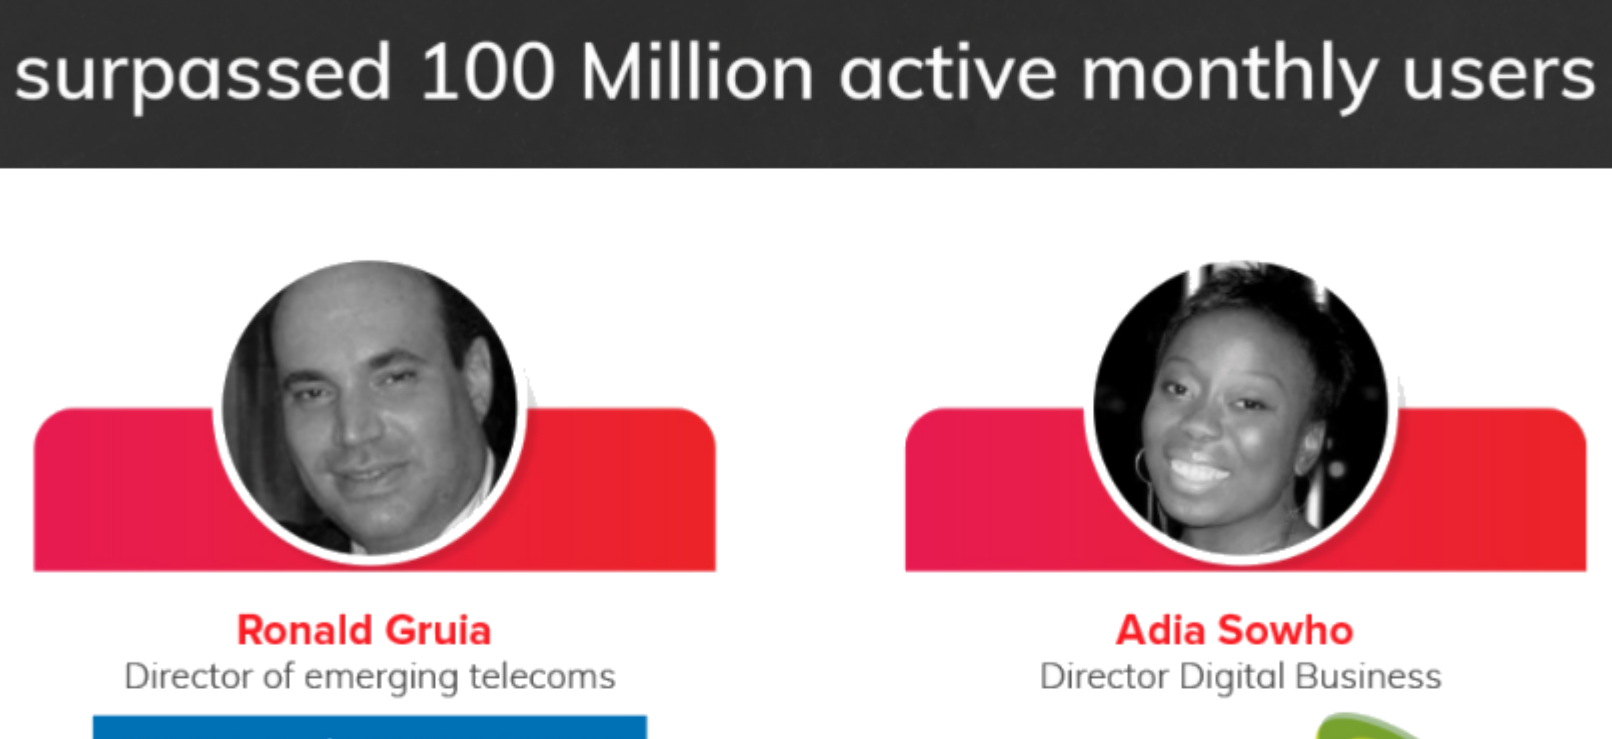 surpassed 100 Million active monthly users
Ronald Gruia
Director of emerging telecoms
Adia Sowho
Director Digital Business